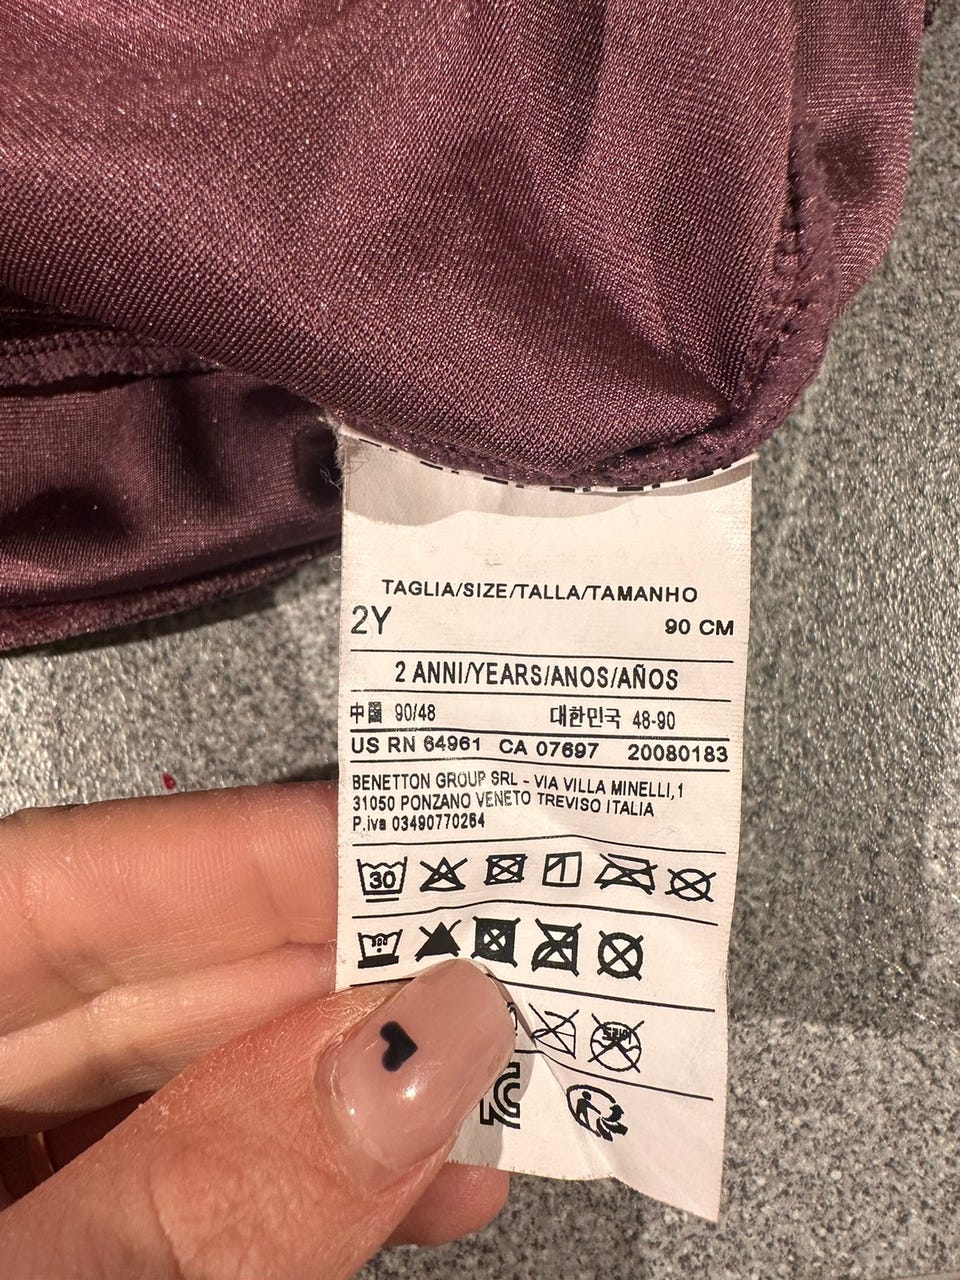 TAGLIA/SIZE/TALLA/TAMANHO
2Y 90 CM
2 ANNI/YEARS/ANOS/AÑOS
中國 90/48 대한민국 48-90
US RN 64961 CA 07697 20080183
BENETTON GROUP SRL - VIA VILLA MINELLI,1
31050 PONZANO VENETO TREVISO ITALIA
P.iva 03490770264
30